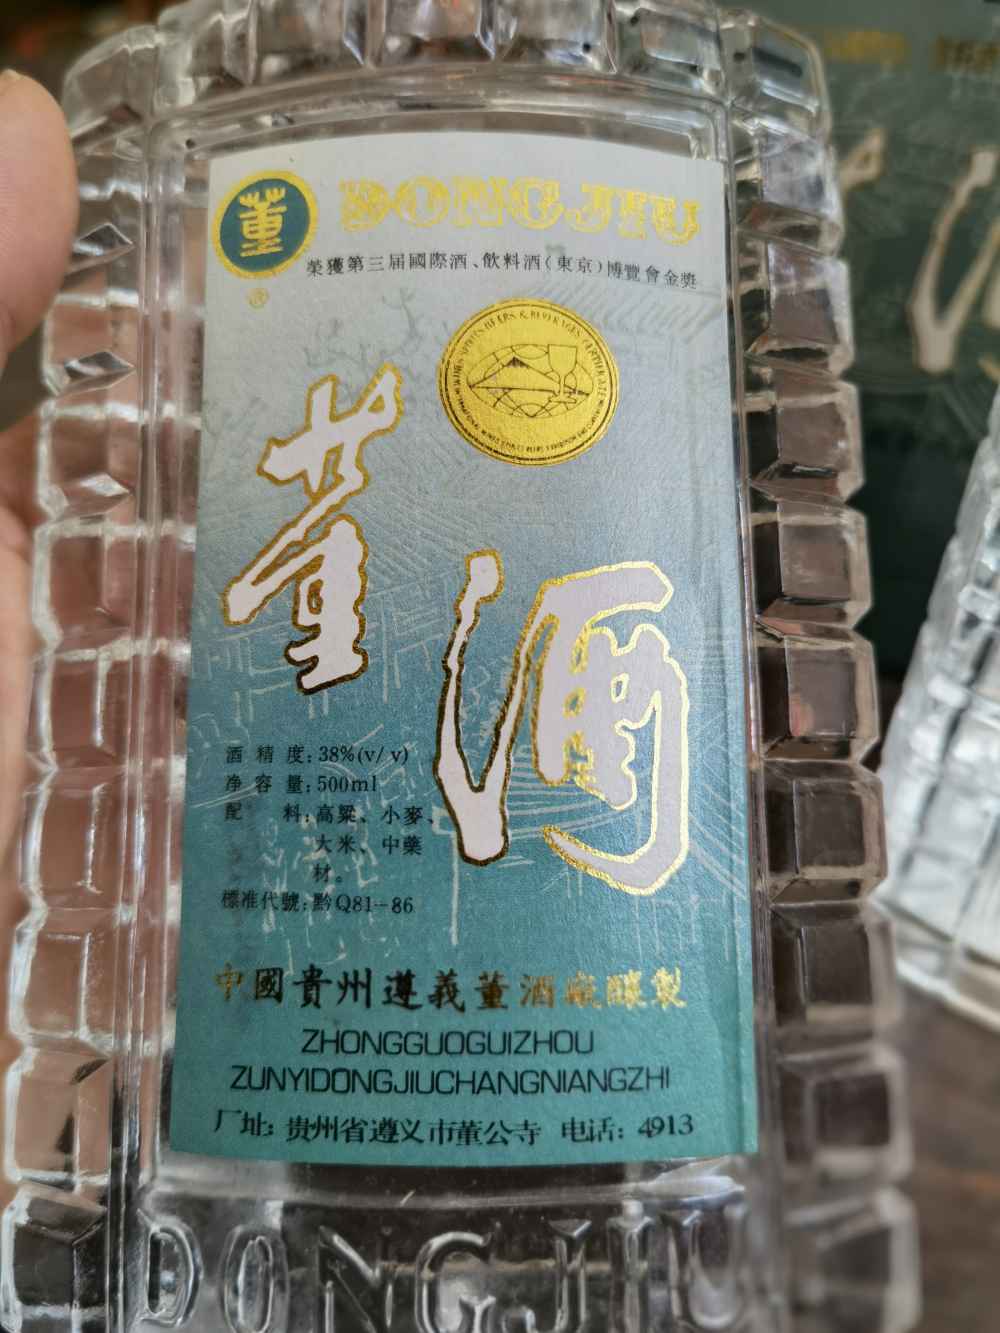 董
DONGJIU
榮獲第三届國際酒、飲料酒(東京)博覽會金奬
董酒
酒精度:38%(v/v)
净容量:500ml
配料:高粱、小麥、
大米、中藥
材。
標准代號:黔Q81-86
中國貴州遵義董酒廠釀製
ZHONGGUOGUIZHOU
ZUNYIDONGJIUCHANGNIANGZHI
厂址:贵州省遵义市董公寺 电话:4913
DONGJIU